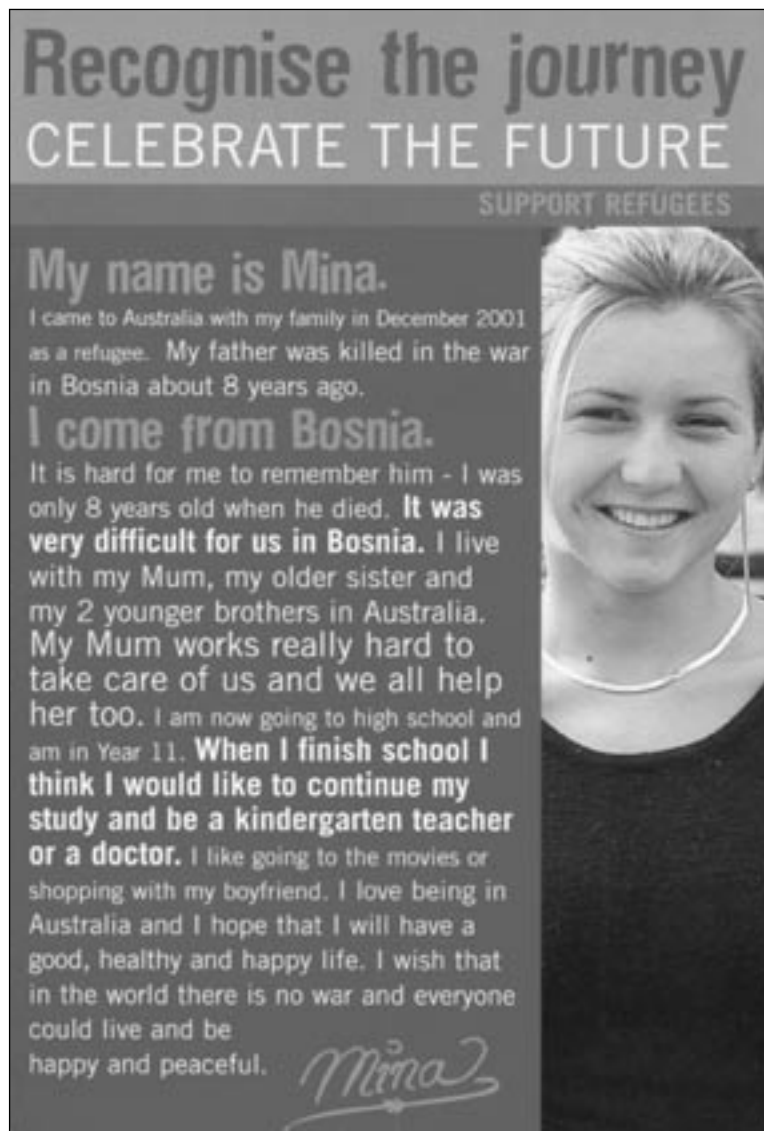 Recognise the journey
CELEBRATE THE FUTURE
SUPPORT REFUGEES
My name is Mina.
I came to Australia with my family in December 2001
as a refugee. My father was killed in the war
in Bosnia about 8 years ago.
I come from Bosnia.
It is hard for me to remember him - I was
only 8 years old when he died. It was
very difficult for us in Bosnia. I live
with my Mum, my older sister and
my 2 younger brothers in Australia.
My Mum works really hard to
take care of us and we all help
her too. I am now going to high school and
am in Year 11. When I finish school I
think I would like to continue my
study and be a kindergarten teacher
or a doctor. I like going to the movies or
shopping with my boyfriend. I love being in
Australia and I hope that I will have a
good, healthy and happy life. I wish that
in the world there is no war and everyone
could live and be
happy and peaceful.
Mina